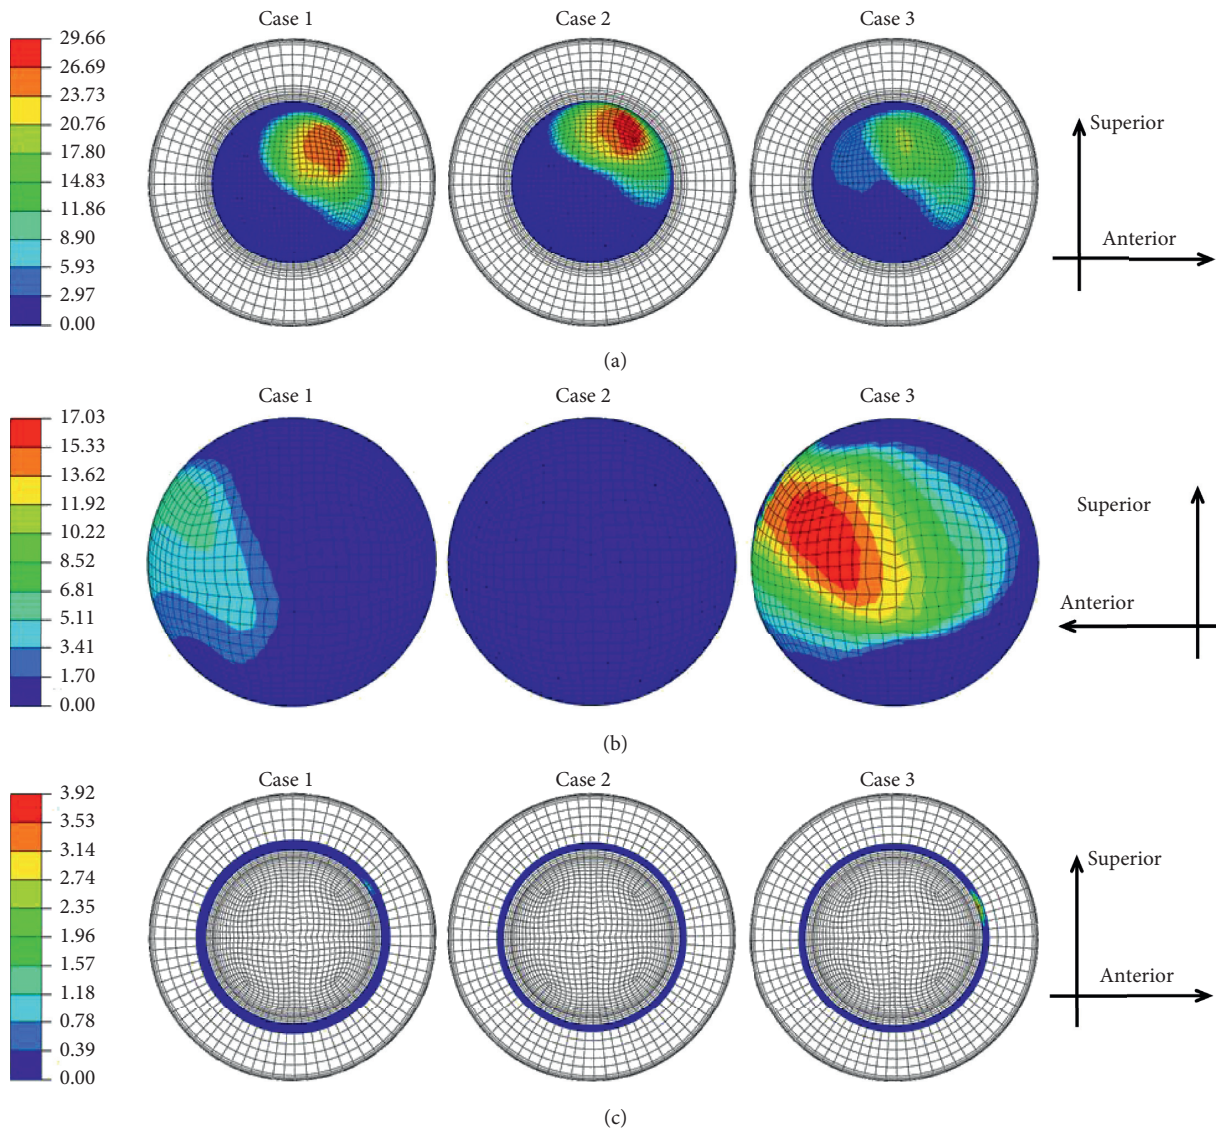 Case 1 Case 2 Case 3
29.66
26.69
23.73
20.76
17.80
14.83
11.86
8.90
5.93
2.97
0.00
Superior
Anterior
(a)
Case 1 Case 2 Case 3
17.03
15.33
13.62
11.92
10.22
8.52
6.81
5.11
3.41
1.70
0.00
Superior
Anterior
(b)
Case 1 Case 2 Case 3
3.92
3.53
3.14
2.74
2.35
1.96
1.57
1.18
0.78
0.39
0.00
Superior
Anterior
(c)